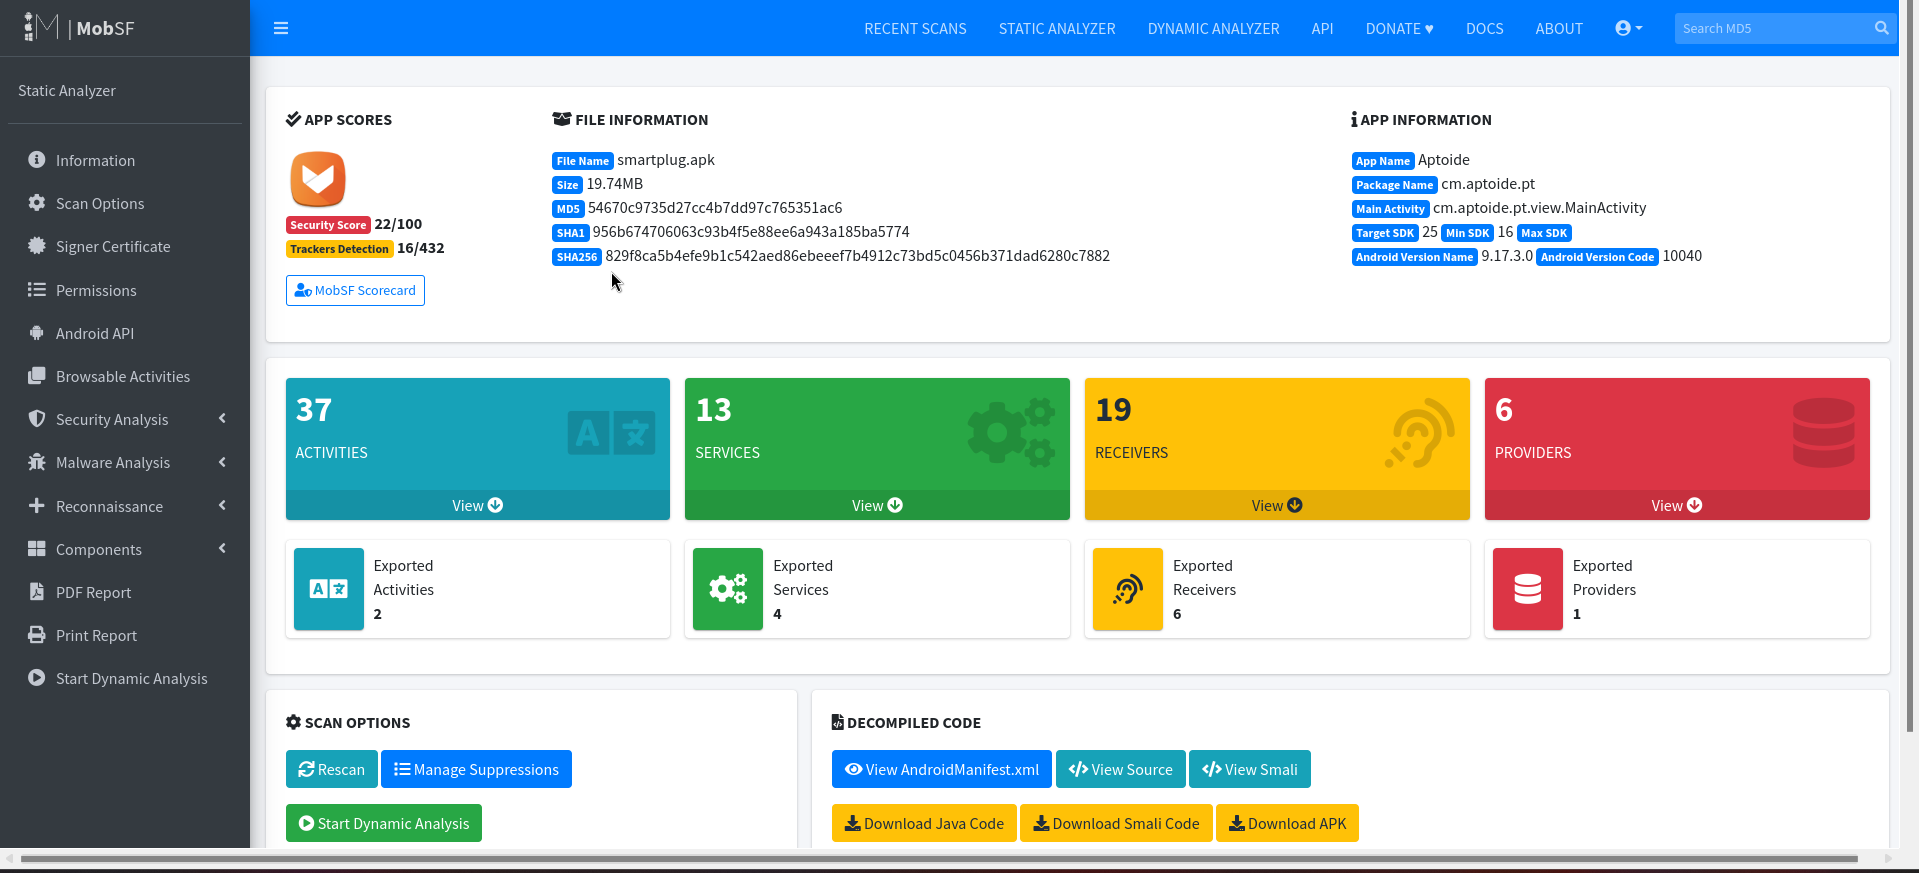 MobSF
RECENT SCANS STATIC ANALYZER DYNAMIC ANALYZER API DONATE ♥ DOCS ABOUT Search MD5
Static Analyzer
Information
Scan Options
Signer Certificate
Permissions
Android API
Browsable Activities
Security Analysis
Malware Analysis
Reconnaissance
Components
PDF Report
Print Report
Start Dynamic Analysis
APP SCORES
Security Score 22/100
Trackers Detection 16/432
MobSF Scorecard
FILE INFORMATION
File Name smartplug.apk
Size 19.74MB
MD5 54670c9735d27cc4b7dd97c765351ac6
SHA1 956b674706063c93b4f5e88ee6a943a185ba5774
SHA256 829f8ca5b4efe9b1c542aed86ebeeef7b4912c73bd5c0456b371dad6280c7882
APP INFORMATION
App Name Aptoide
Package Name cm.aptoide.pt
Main Activity cm.aptoide.pt.view.MainActivity
Target SDK 25 Min SDK 16 Max SDK
Android Version Name 9.17.3.0 Android Version Code 10040
37
ACTIVITIES
View
13
SERVICES
View
19
RECEIVERS
View
6
PROVIDERS
View
Exported
Activities
2
Exported
Services
4
Exported
Receivers
6
Exported
Providers
1
SCAN OPTIONS
Rescan Manage Suppressions
Start Dynamic Analysis
DECOMPILED CODE
View AndroidManifest.xml View Source View Smali
Download Java Code Download Smali Code Download APK